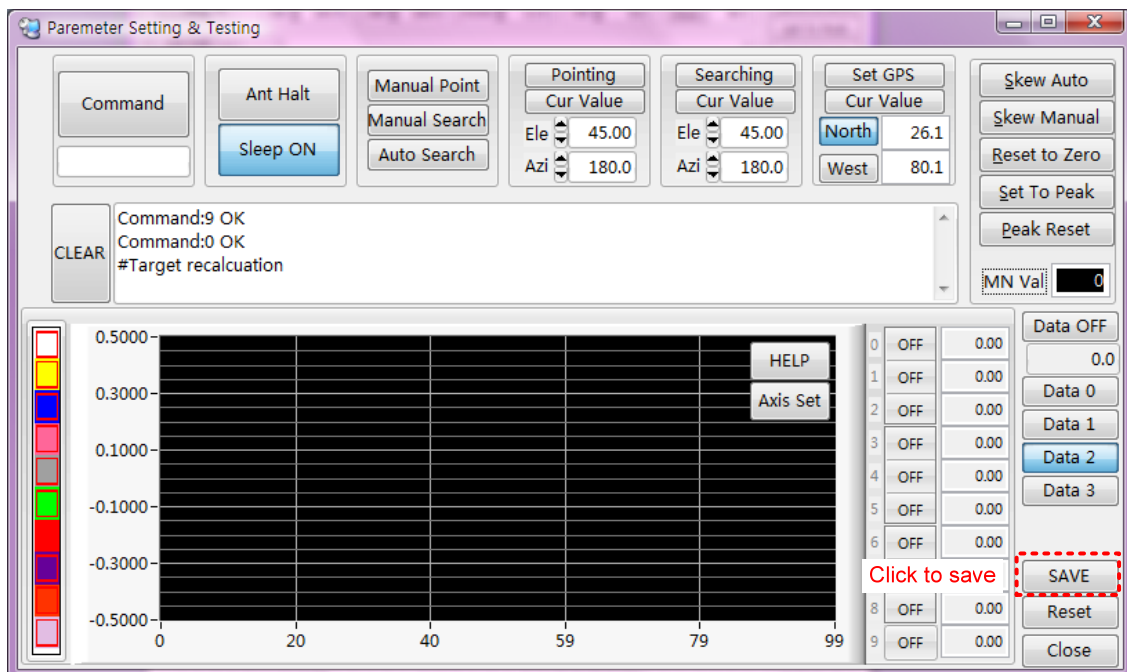 Paremeter Setting & Testing
Command
Ant Halt
Sleep ON
Manual Point
Manual Search
Auto Search
Pointing
Cur Value
Ele 45.00
Azi 180.0
Searching
Cur Value
Ele 45.00
Azi 180.0
Set GPS
Cur Value
North 26.1
West 80.1
Skew Auto
Skew Manual
Reset to Zero
Set To Peak
Peak Reset
MN Val 0
CLEAR
Command:9 OK
Command:0 OK
#Target recalcuation
0.5000
0.3000
0.1000
-0.1000
-0.3000
-0.5000
0 20 40 59 79 99
HELP
Axis Set
0 OFF 0.00
1 OFF 0.00
2 OFF 0.00
3 OFF 0.00
4 OFF 0.00
5 OFF 0.00
6 OFF 0.00
Click to save
8 OFF 0.00
9 OFF 0.00
Data OFF
0.0
Data 0
Data 1
Data 2
Data 3
SAVE
Reset
Close